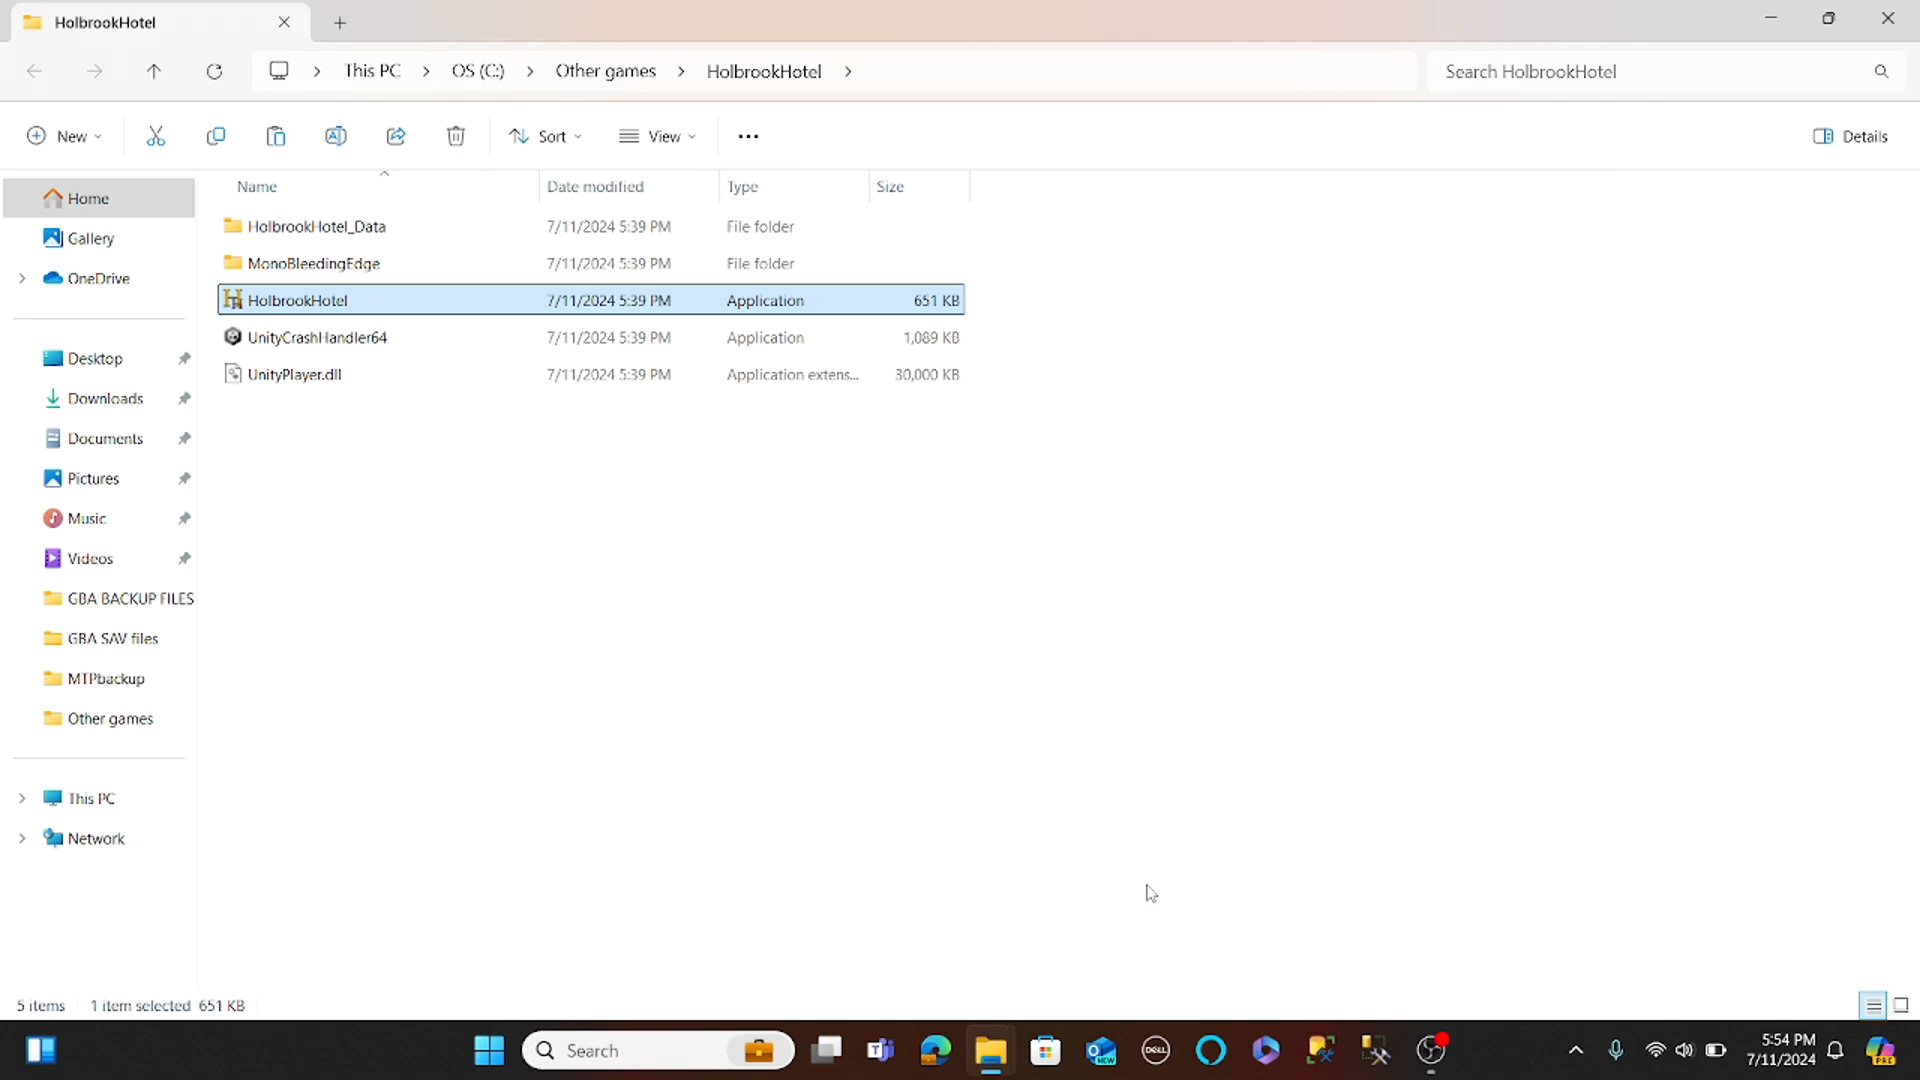 HolbrookHotel
This PC
OS (C:)
Other games
HolbrookHotel
Search HolbrookHotel
New
Sort
View
Details
Name
Date modified
Type
Size
HolbrookHotel_Data
7/11/2024 5:39 PM
File folder
MonoBleedingEdge
7/11/2024 5:39 PM
File folder
HolbrookHotel
7/11/2024 5:39 PM
Application
651 KB
UnityCrashHandler64
7/11/2024 5:39 PM
Application
1,089 KB
UnityPlayer.dll
7/11/2024 5:39 PM
Application extens...
30,000 KB
Home
Gallery
OneDrive
Desktop
Downloads
Documents
Pictures
Music
Videos
GBA BACKUP FILES
GBA SAV files
MTPbackup
Other games
This PC
Network
5 items
1 item selected 651 KB
Search
NEW
DELL
5:54 PM
7/11/2024
PRE